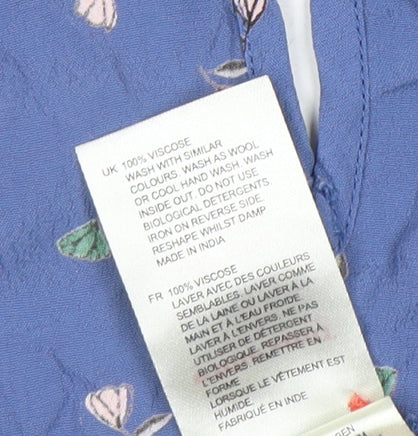 UK 100% VISCOSE
WASH WITH SIMILAR
COLOURS. WASH AS WOOL
OR COOL HAND WASH. WASH
INSIDE OUT. DO NOT USE
BIOLOGICAL DETERGENTS.
IRON ON REVERSE SIDE.
RESHAPE WHILST DAMP
MADE IN INDIA
FR 100% VISCOSE
LAVER AVEC DES COULEURS
SEMBLABLES. LAVER COMME
DE LA LAINE OU LAVER À LA
MAIN ET À L'EAU FROIDE.
LAVER À L'ENVERS. NE PAS
UTILISER DE DÉTERGENT
BIOLOGIQUE. REPASSER À
L'ENVERS. REMETTRE EN
FORME
LORSQUE LE VÊTEMENT EST
HUMIDE.
FABRIQUÉ EN INDE